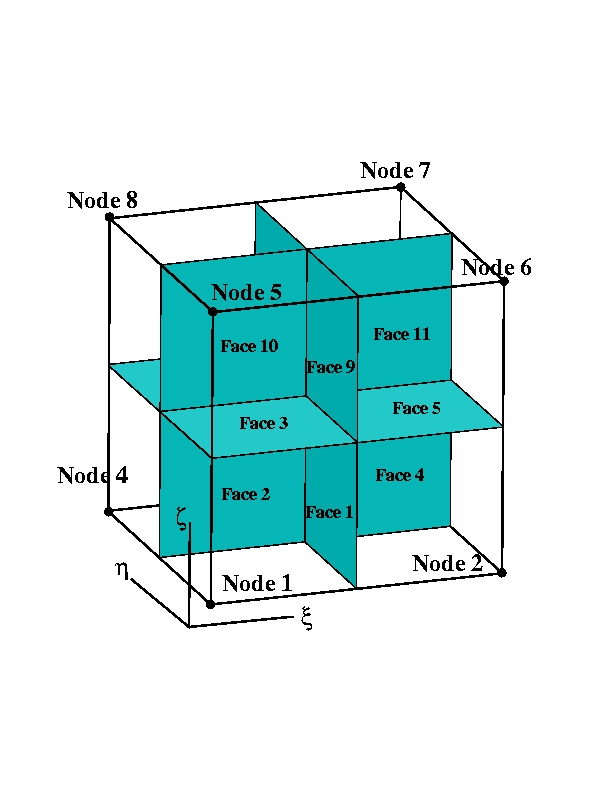 Node 7
Node 8
Node 6
Node 5
Face 11
Face 10
Face 9
Face 5
Face 3
Node 4
Face 4
Face 2
Face 1
ζ
Node 2
η
Node 1
ξ